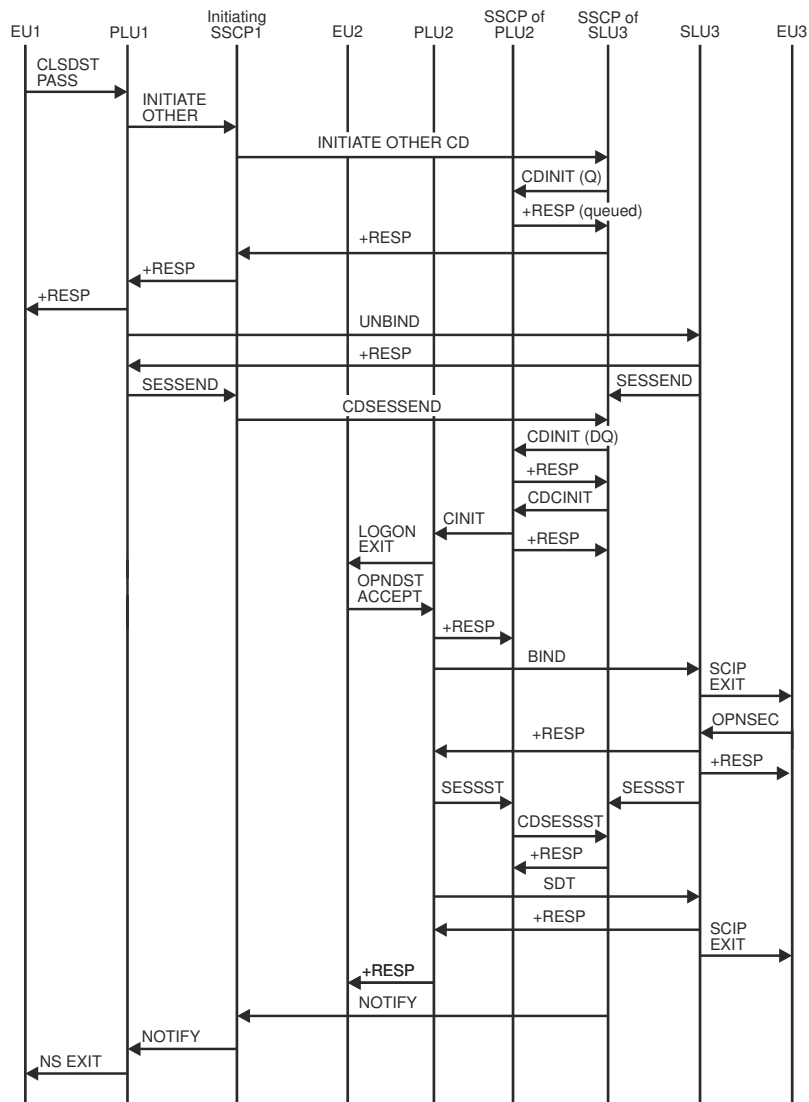 EU1
PLU1
Initiating
SSCP1
EU2
PLU2
SSCP of
PLU2
SSCP of
SLU3
SLU3
EU3
CLSDST
PASS
INITIATE
OTHER
INITIATE OTHER CD
CDINIT (Q)
+RESP (queued)
+RESP
+RESP
+RESP
UNBIND
+RESP
SESSEND
SESSEND
CDSESSEND
CDINIT (DQ)
+RESP
CDCINIT
CINIT
LOGON
EXIT
+RESP
OPNDST
ACCEPT
+RESP
BIND
SCIP
EXIT
OPNSEC
+RESP
+RESP
SESSST
SESSST
CDSESSST
+RESP
SDT
+RESP
SCIP
EXIT
+RESP
NOTIFY
NOTIFY
NS EXIT